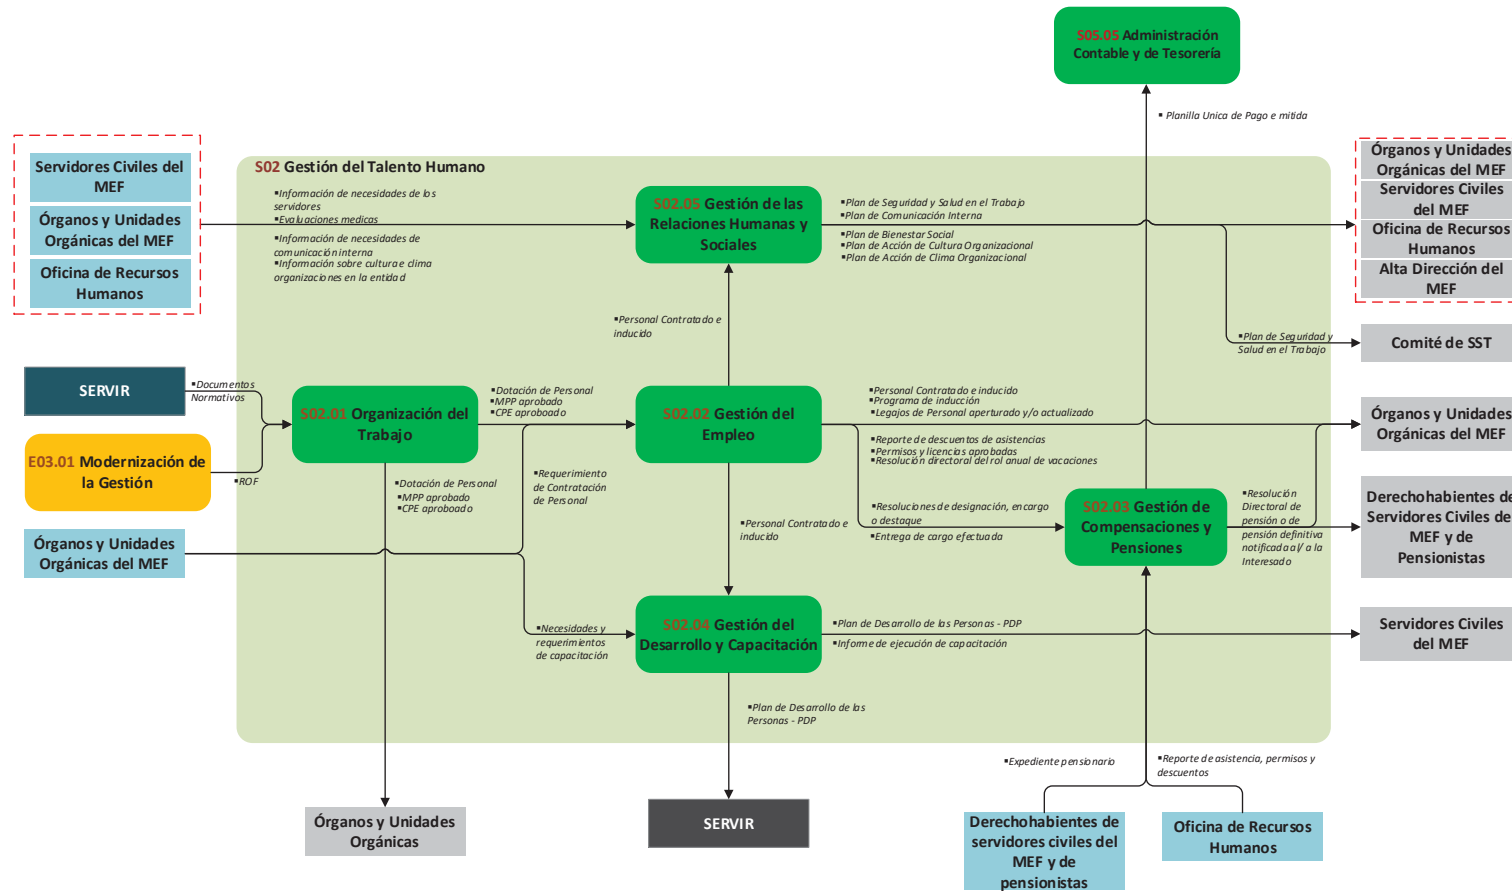 S05.05 Administración
Contable y de Tesorería
▪ Planilla Unica de Pago e mitida
Servidores Civiles del
MEF
Órganos y Unidades
Orgánicas del MEF
Oficina de Recursos
Humanos
S02 Gestión del Talento Humano
▪Información de necesidades de los
servidores
▪Evaluaciones medicas
▪Información de necesidades de
comunicación interna
▪Información sobre cultura e clima
organizaciones en la entidad
S02.05 Gestión de las
Relaciones Humanas y
Sociales
▪Plan de Seguridad y Salud en el Trabajo
▪Plan de Comunicación Interna
▪Plan de Bienestar Social
▪Plan de Acción de Cultura Organizacional
▪Plan de Acción de Clima Organizacional
Órganos y Unidades
Orgánicas del MEF
Servidores Civiles
del MEF
Oficina de Recursos
Humanos
Alta Dirección del
MEF
▪Personal Contratado e
inducido
▪Plan de Seguridad y
Salud en el Trabajo
Comité de SST
SERVIR
▪Documentos
Normativos
E03.01 Modernización de
la Gestión
▪ROF
S02.01 Organización del
Trabajo
▪Dotación de Personal
▪MPP aprobado
▪CPE aproboado
S02.02 Gestión del
Empleo
▪Personal Contratado e inducido
▪Programa de inducción
▪Legajos de Personal aperturado y/o actualizado
▪Reporte de descuentos de asistencias
▪Permisos y licencias aprobadas
▪Resolución directoral del rol anual de vacaciones
Órganos y Unidades
Orgánicas del MEF
▪Dotación de Personal
▪MPP aprobado
▪CPE aproboado
▪Requerimiento
de Contratación
de Personal
▪Resoluciones de designación, encargo
o destaque
▪Entrega de cargo efectuada
S02.03 Gestión de
Compensaciones y
Pensiones
▪Resolución
Directoral de
pensión o de
pensión definitiva
notificada al/ a la
Interesado
Derechohabientes de
Servidores Civiles de
MEF y de
Pensionistas
Órganos y Unidades
Orgánicas del MEF
▪Personal Contratado e
inducido
▪Necesidades y
requerimientos
de capacitación
S02.04 Gestión del
Desarrollo y Capacitación
▪Plan de Desarrollo de las Personas - PDP
▪Informe de ejecución de capacitación
Servidores Civiles
del MEF
▪Plan de Desarrollo de las
Personas - PDP
▪Expediente pensionario
▪Reporte de asistencia, permisos y
descuentos
Órganos y Unidades
Orgánicas
SERVIR
Derechohabientes de
servidores civiles del
MEF y de
pensionistas
Oficina de Recursos
Humanos